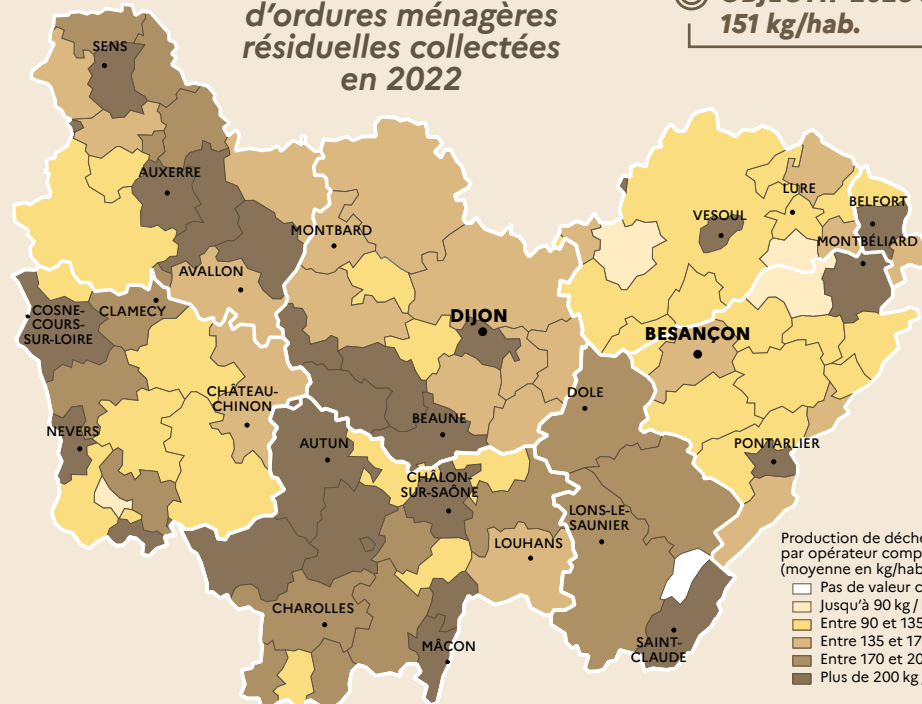 d'ordures ménagères
résiduelles collectées
en 2022
151 kg/hab.
SENS
AUXERRE
MONTBARD
AVALLON
COSNE-
COURS-
SUR-LOIRE
CLAMECY
CHÂTEAU-
CHINON
NEVERS
DIJON
BEAUNE
AUTUN
CHÂLON-
SUR-SAÔNE
LOUHANS
CHAROLLES
MÂCON
VESOUL
LURE
BELFORT
MONTBÉLIARD
BESANÇON
DOLE
PONTARLIER
LONS-LE-
SAUNIER
SAINT-
CLAUDE
Production de déche
par opérateur comp
(moyenne en kg/hab
Pas de valeur c
Jusqu'à 90 kg /
Entre 90 et 135
Entre 135 et 17
Entre 170 et 20
Plus de 200 kg